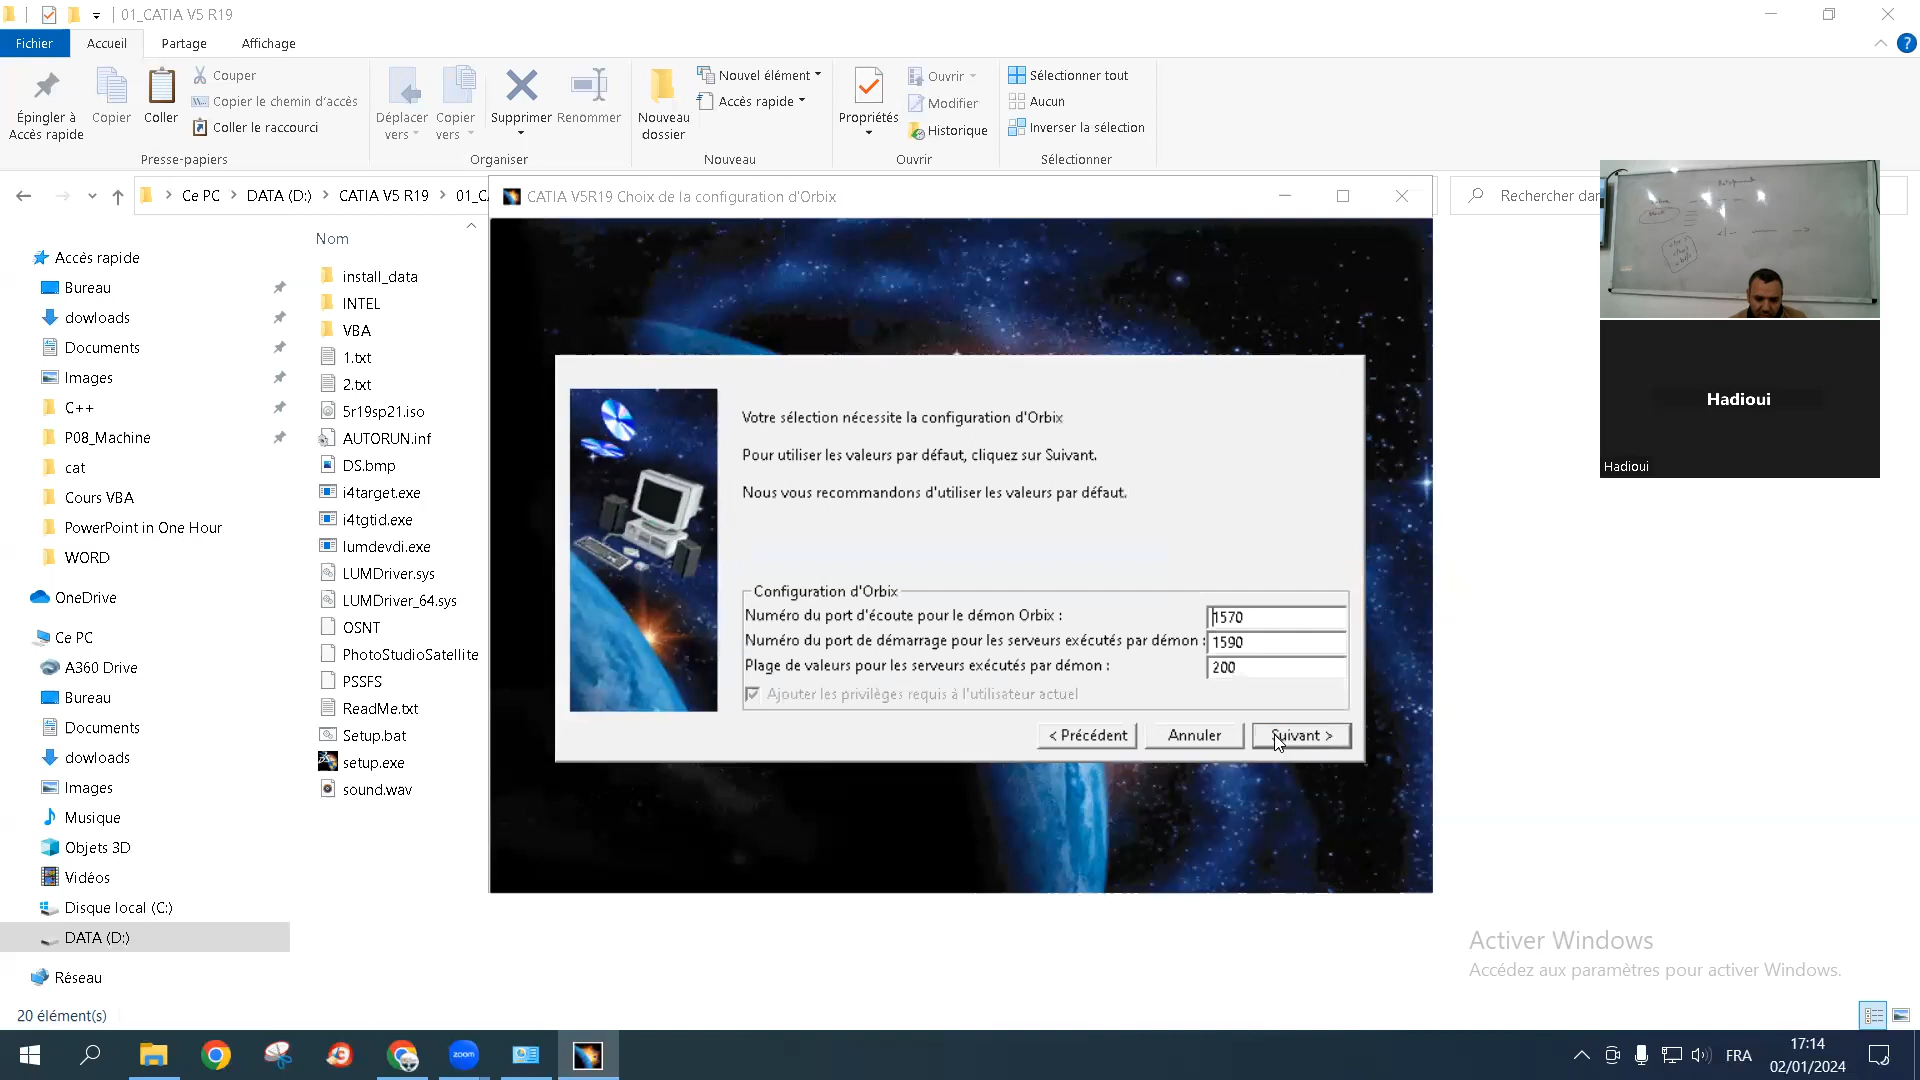 01_CATIA V5 R19
Fichier
Accueil
Partage
Affichage
Épingler à
Accès rapide
Copier
Coller
Couper
Copier le chemin d'accès
Coller le raccourci
Presse-papiers
Déplacer
vers
Copier
vers
Supprimer
Renommer
Organiser
Nouveau
dossier
Nouvel élément
Accès rapide
Nouveau
Propriétés
Ouvrir
Modifier
Historique
Ouvrir
Sélectionner tout
Aucun
Inverser la sélection
Sélectionner
Ce PC > DATA (D:) > CATIA V5 R19 > 01_C
Rechercher dan
Accès rapide
Bureau
dowloads
Documents
Images
C++
P08_Machine
cat
Cours VBA
PowerPoint in One Hour
WORD
OneDrive
Ce PC
A360 Drive
Bureau
Documents
dowloads
Images
Musique
Objets 3D
Vidéos
Disque local (C:)
DATA (D:)
Réseau
20 élément(s)
Nom
install_data
INTEL
VBA
1.txt
2.txt
5r19sp21.iso
AUTORUN.inf
DS.bmp
i4target.exe
i4tgtid.exe
lumdevdi.exe
LUMDriver.sys
LUMDriver_64.sys
OSNT
PhotoStudioSatellite
PSSFS
ReadMe.txt
Setup.bat
setup.exe
sound.wav
CATIA V5R19 Choix de la configuration d'Orbix
Votre sélection nécessite la configuration d'Orbix
Pour utiliser les valeurs par défaut, cliquez sur Suivant.
Nous vous recommandons d'utiliser les valeurs par défaut.
Configuration d'Orbix
Numéro du port d'écoute pour le démon Orbix : 1570
Numéro du port de démarrage pour les serveurs exécutés par démon : 1590
Plage de valeurs pour les serveurs exécutés par démon : 200
Ajouter les privilèges requis à l'utilisateur actuel
< Précédent
Annuler
Suivant >
Hadioui
Hadioui
Activer Windows
Accédez aux paramètres pour activer Windows.
zoom
FRA
17:14
02/01/2024